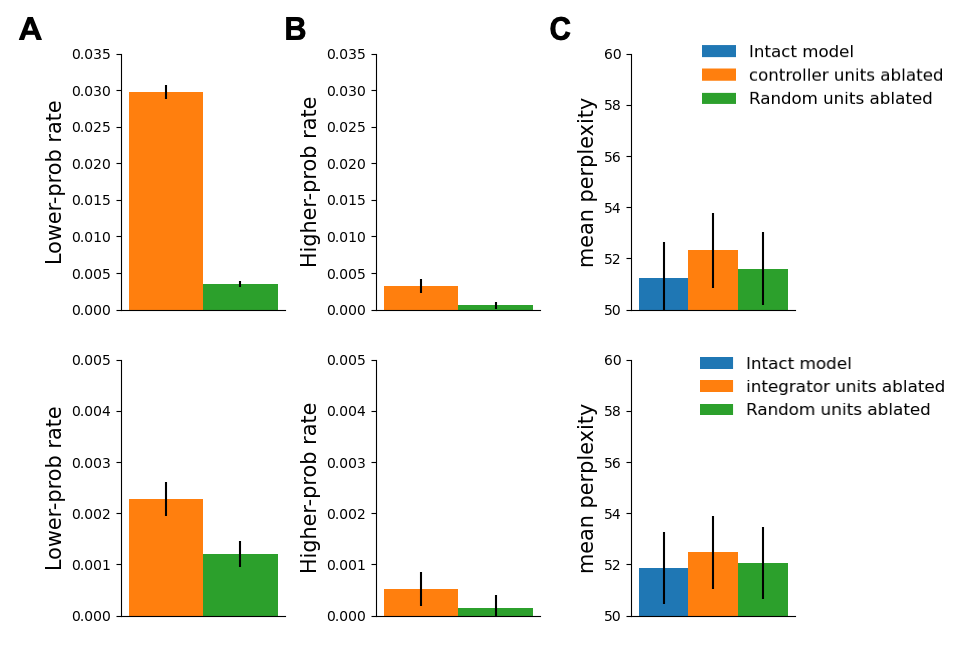 A
B
C
Lower-prob rate
0.035
0.030
0.025
0.020
0.015
0.010
0.005
0.000
Higher-prob rate
0.035
0.030
0.025
0.020
0.015
0.010
0.005
0.000
mean perplexity
60
58
56
54
52
50
Intact model
controller units ablated
Random units ablated
Lower-prob rate
0.005
0.004
0.003
0.002
0.001
0.000
Higher-prob rate
0.005
0.004
0.003
0.002
0.001
0.000
mean perplexity
60
58
56
54
52
50
Intact model
integrator units ablated
Random units ablated